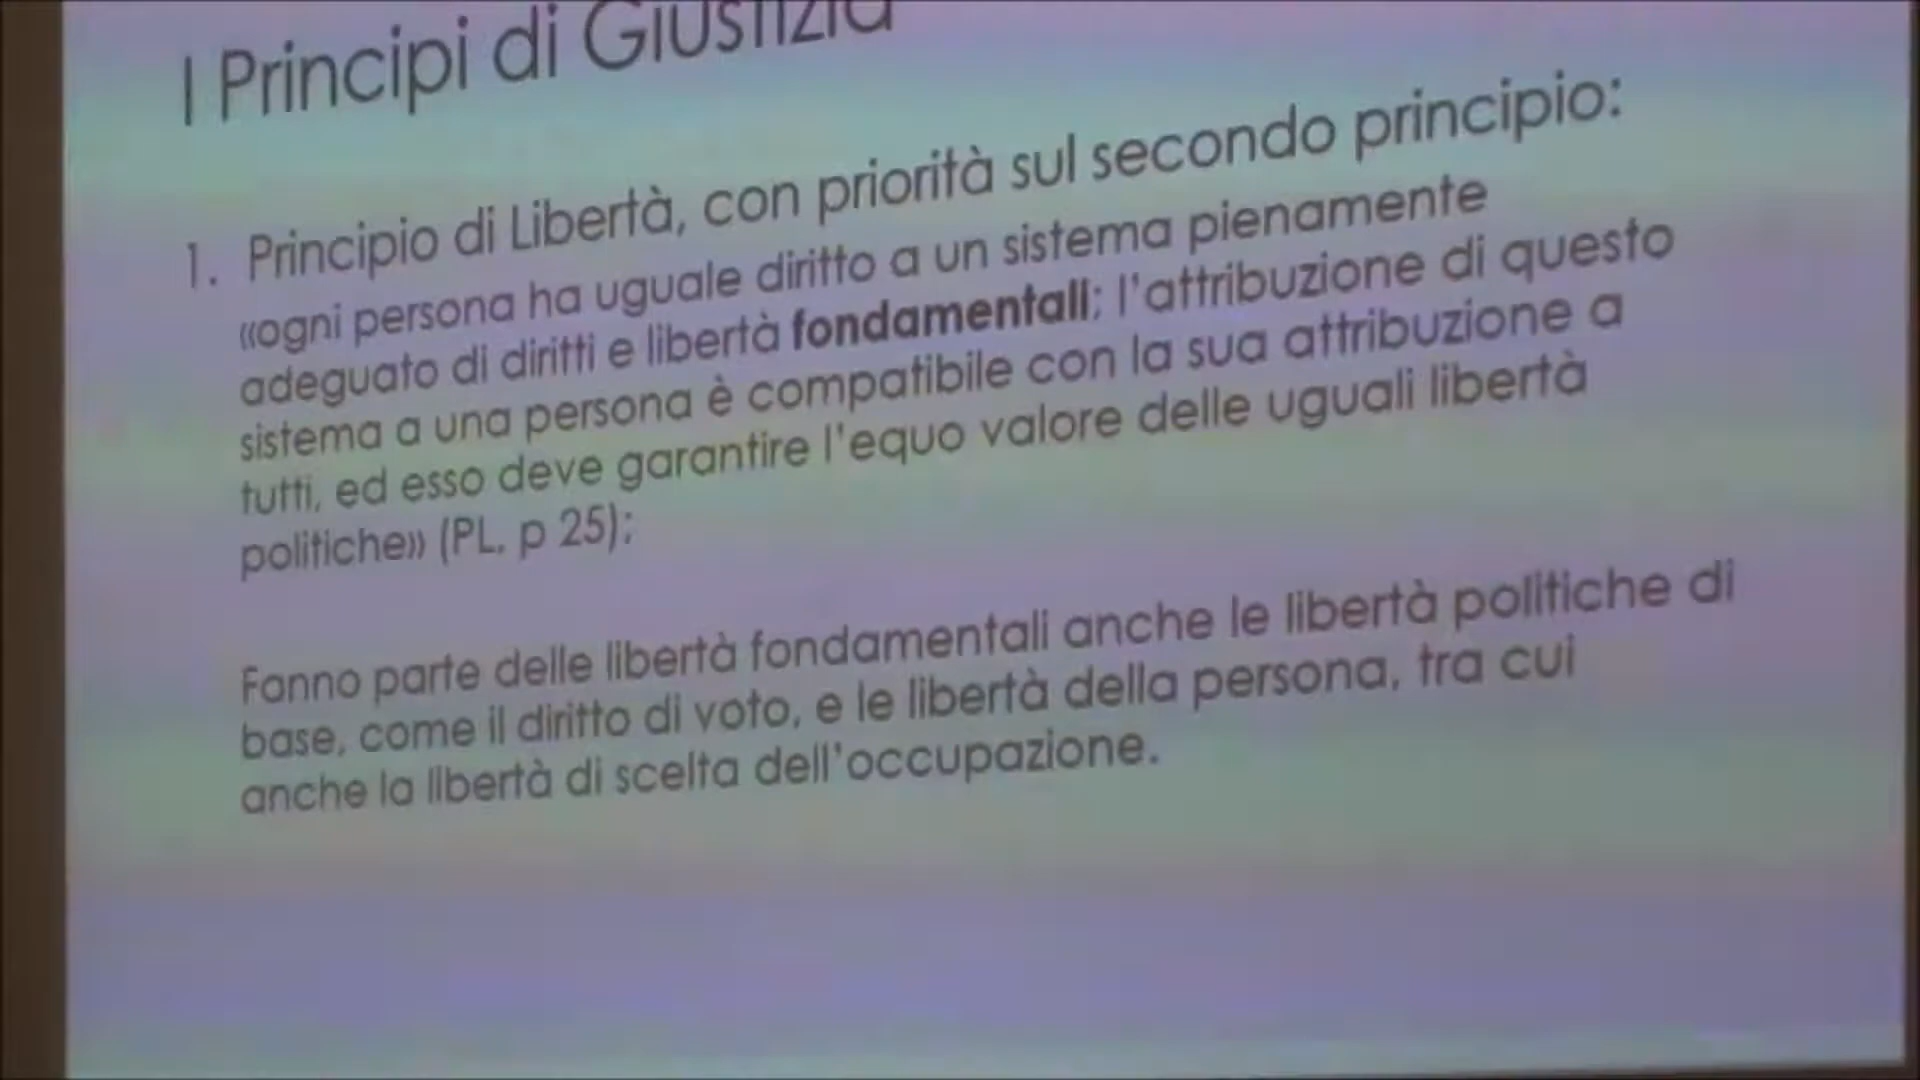 I Principi di Giustizia
1. Principio di Libertà, con priorità sul secondo principio:
«ogni persona ha uguale diritto a un sistema pienamente
adeguato di diritti e libertà fondamentali; l'attribuzione di questo
sistema a una persona è compatibile con la sua attribuzione a
tutti, ed esso deve garantire l'equo valore delle uguali libertà
politiche» (PL, p 25);
Fanno parte delle libertà fondamentali anche le libertà politiche di
base, come il diritto di voto, e le libertà della persona, tra cui
anche la libertà di scelta dell'occupazione.